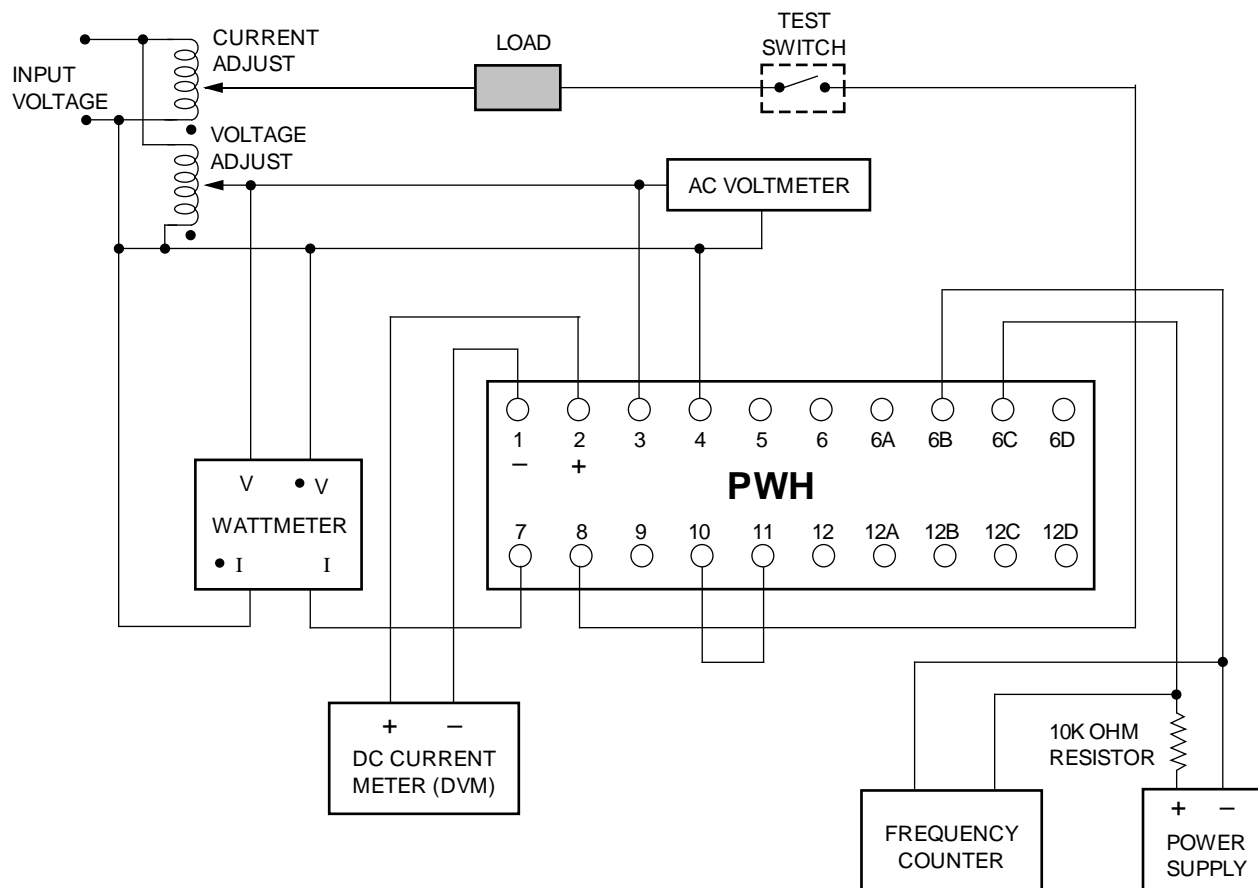 TEST
SWITCH
CURRENT
ADJUST
LOAD
INPUT
VOLTAGE
VOLTAGE
ADJUST
AC VOLTMETER
1 2 3 4 5 6 6A 6B 6C 6D
– +
PWH
7 8 9 10 11 12 12A 12B 12C 12D
V V
WATTMETER
I I
+ –
DC CURRENT
METER (DVM)
10K OHM
RESISTOR
FREQUENCY
COUNTER
+ –
POWER
SUPPLY